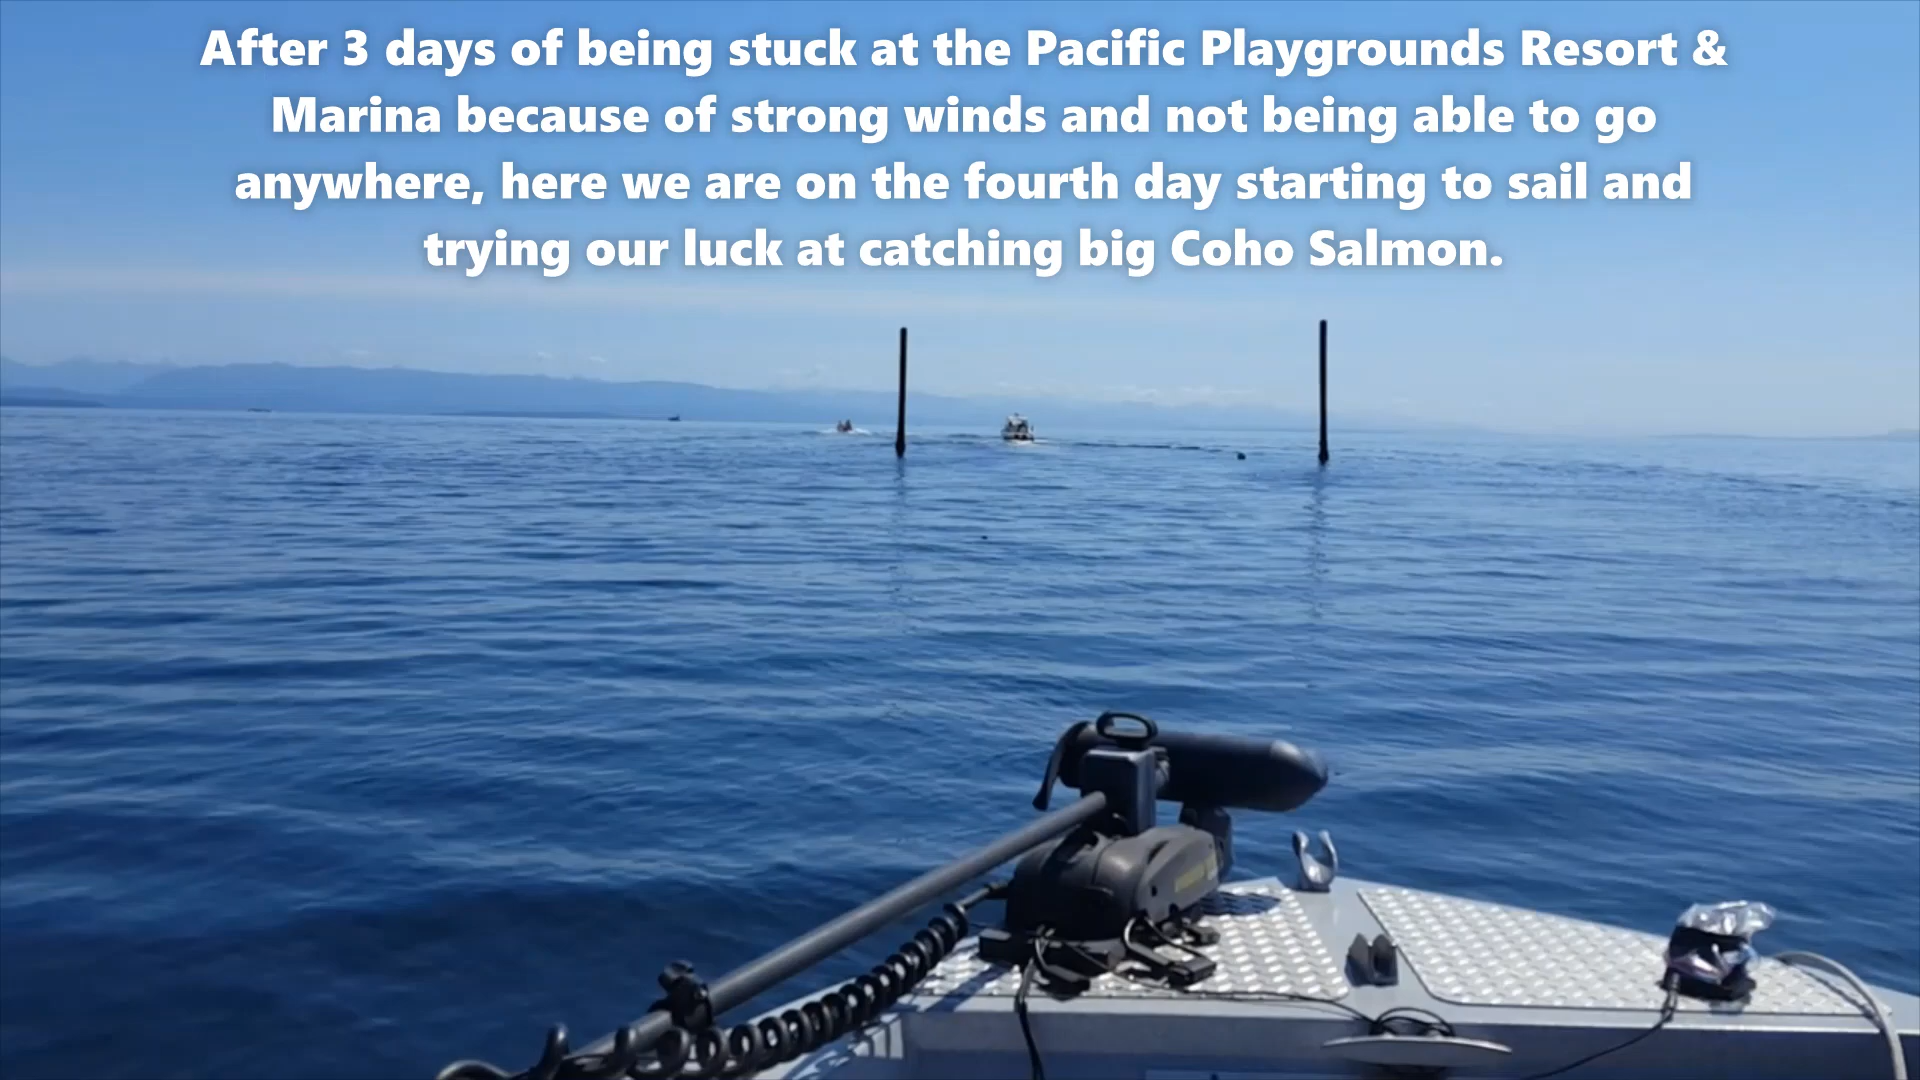 After 3 days of being stuck at the Pacific Playgrounds Resort &
Marina because of strong winds and not being able to go
anywhere, here we are on the fourth day starting to sail and
trying our luck at catching big Coho Salmon.